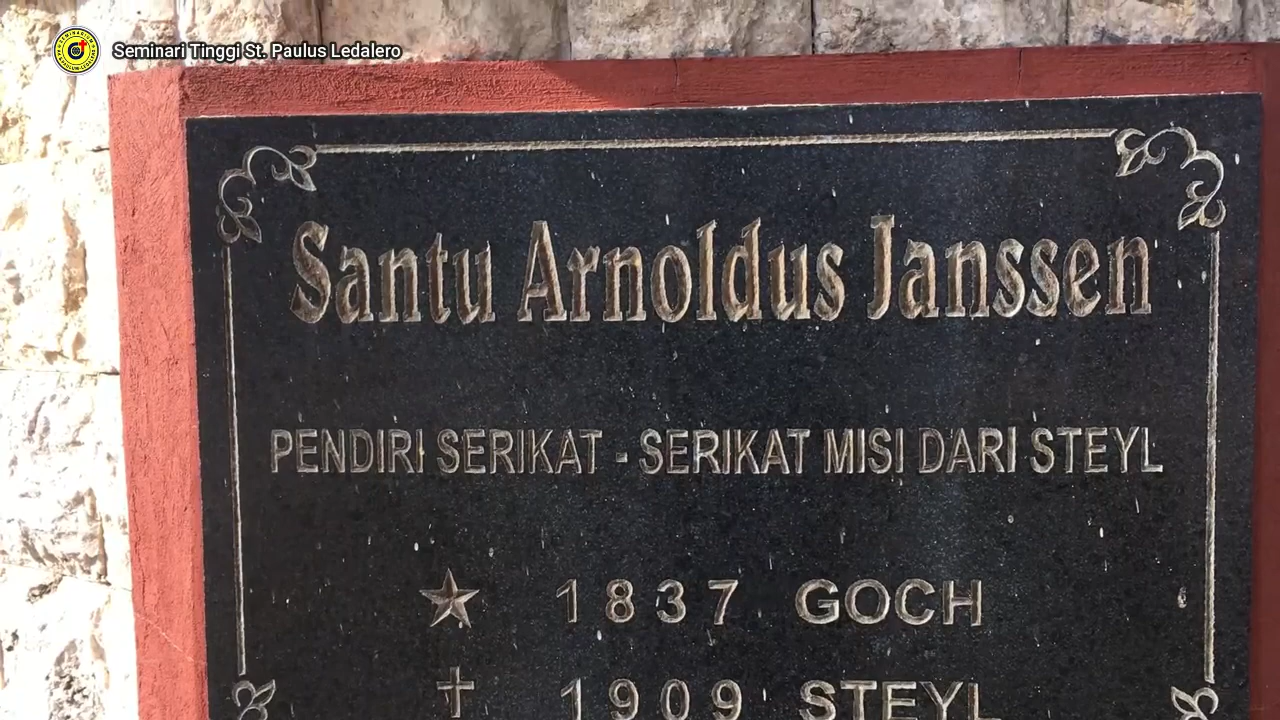 Seminari Tinggi St. Paulus Ledalero
Santu Arnoldus Janssen
PENDIRI SERIKAT - SERIKAT MISI DARI STEYL
1837 GOCH
1909 STEYL